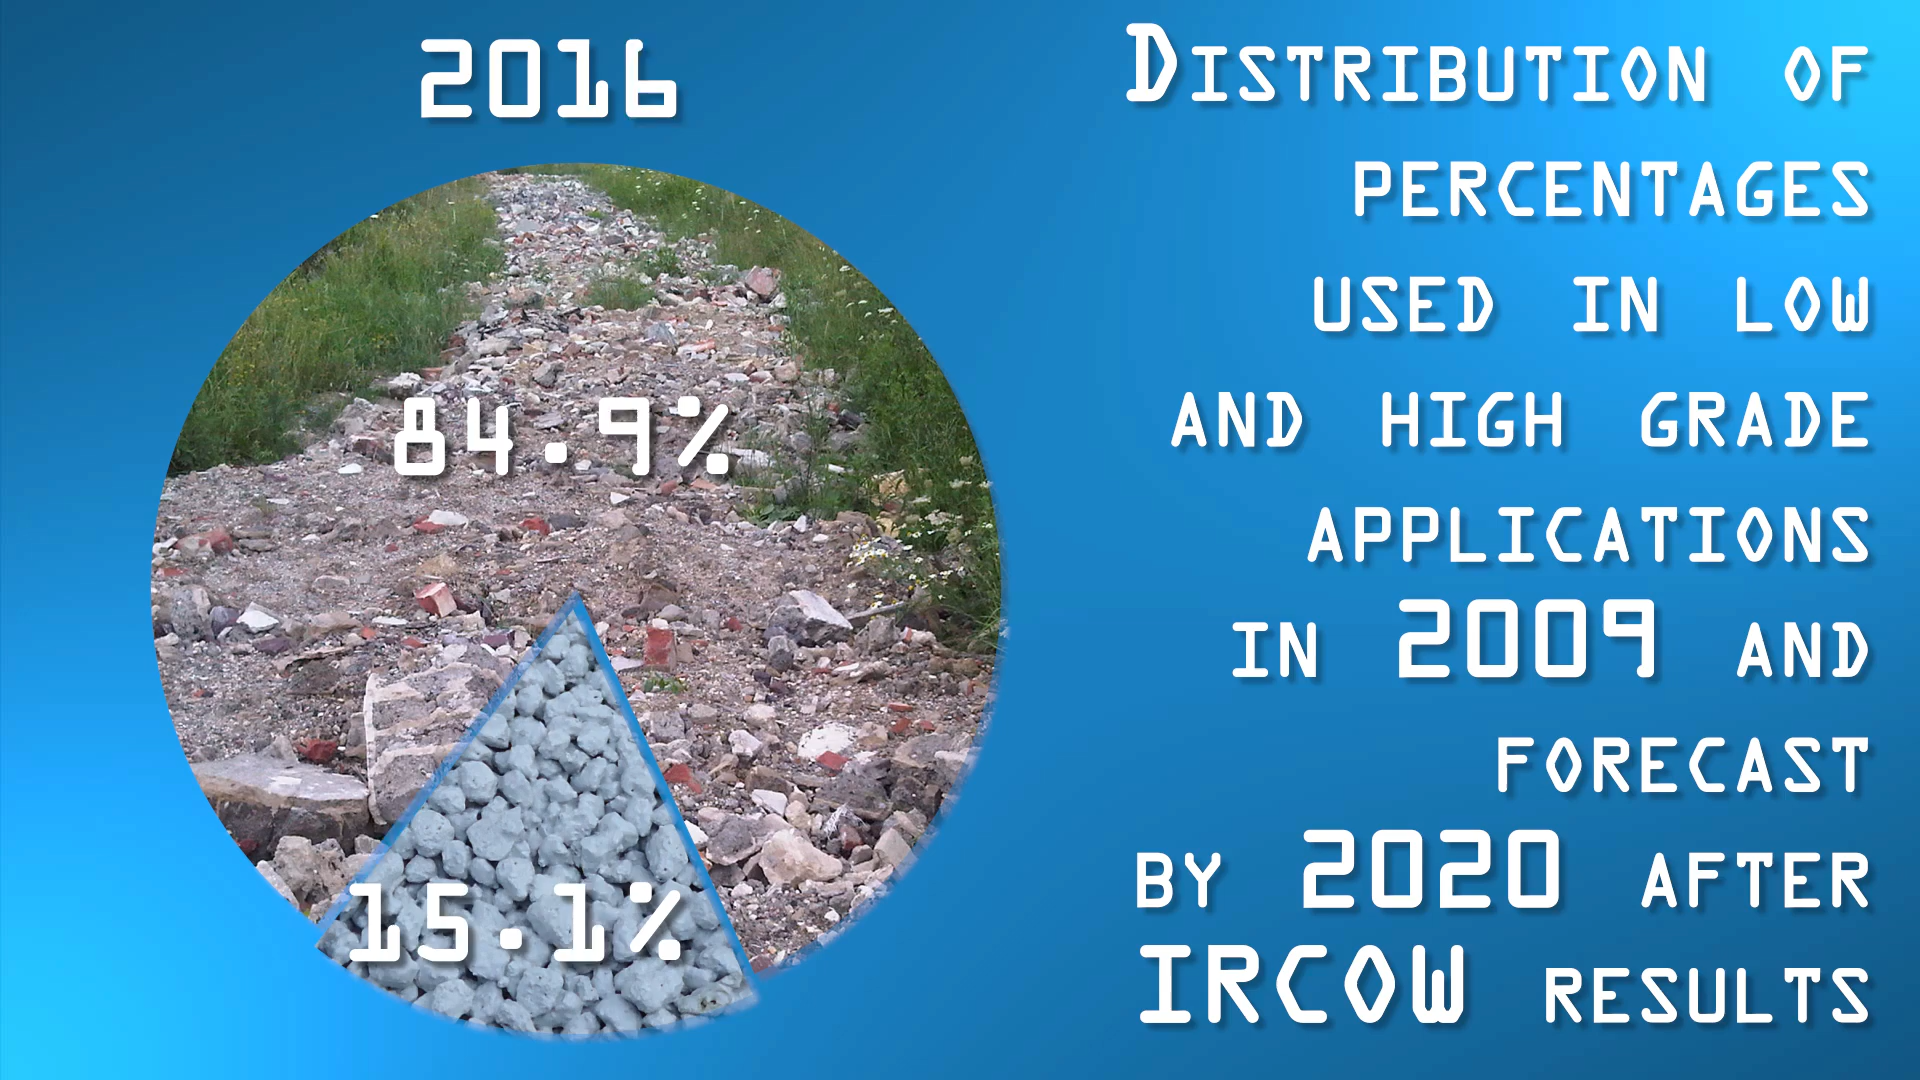 2016
84.9%
15.1%
Distribution of
percentages
used in low
and high grade
applications
in 2009 and
forecast
by 2020 after
IRCOW results